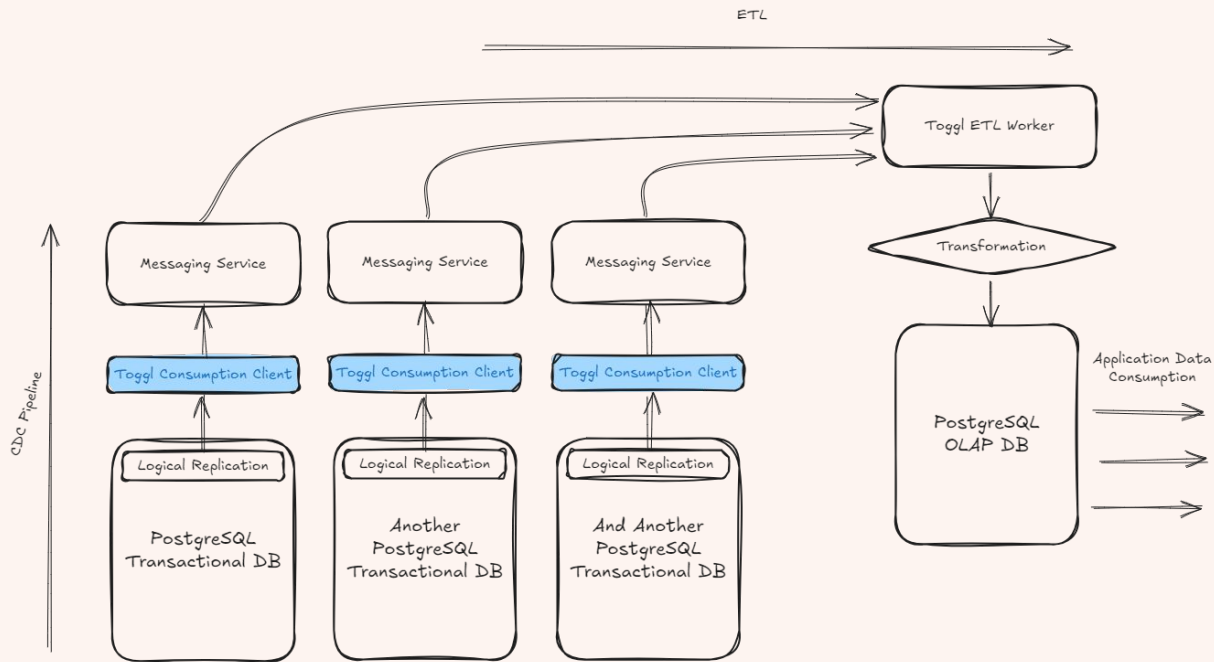 ETL
Toggl ETL Worker
Transformation
Messaging Service
Messaging Service
Messaging Service
Toggl Consumption Client
Toggl Consumption Client
Toggl Consumption Client
CDC Pipeline
Logical Replication
Logical Replication
Logical Replication
PostgreSQL
Transactional DB
Another
PostgreSQL
Transactional DB
And Another
PostgreSQL
Transactional DB
PostgreSQL
OLAP DB
Application Data
Consumption